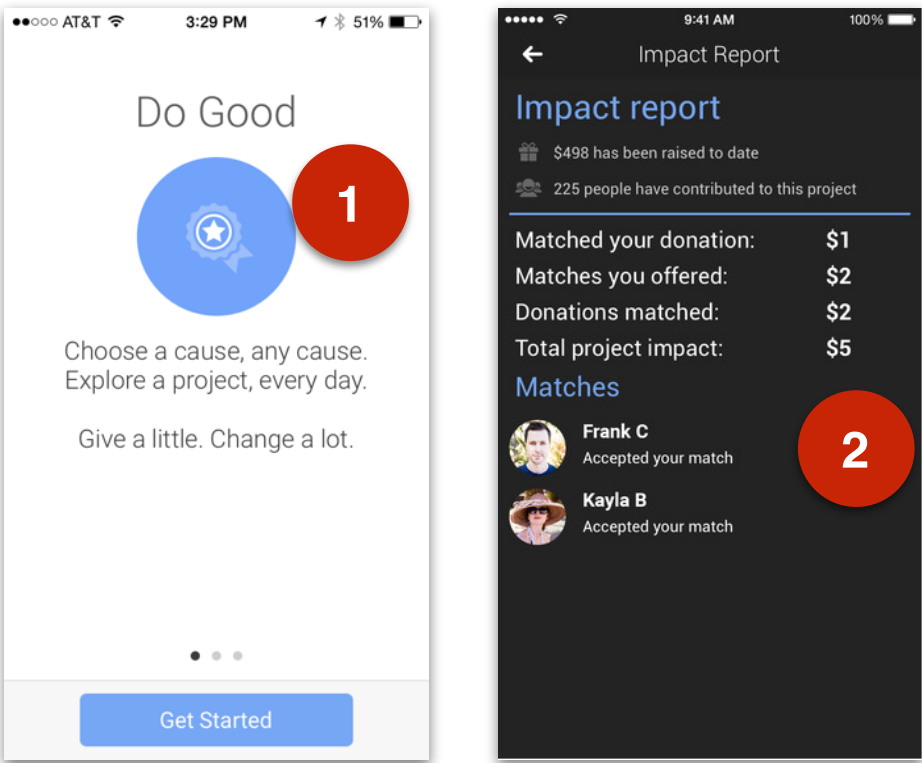 AT&T 3:29 PM 51%
Do Good
1
Choose a cause, any cause.
Explore a project, every day.
Give a little. Change a lot.
Get Started
9:41 AM 100%
Impact Report
Impact report
$498 has been raised to date
225 people have contributed to this project
Matched your donation: $1
Matches you offered: $2
Donations matched: $2
Total project impact: $5
Matches
Frank C
Accepted your match
2
Kayla B
Accepted your match